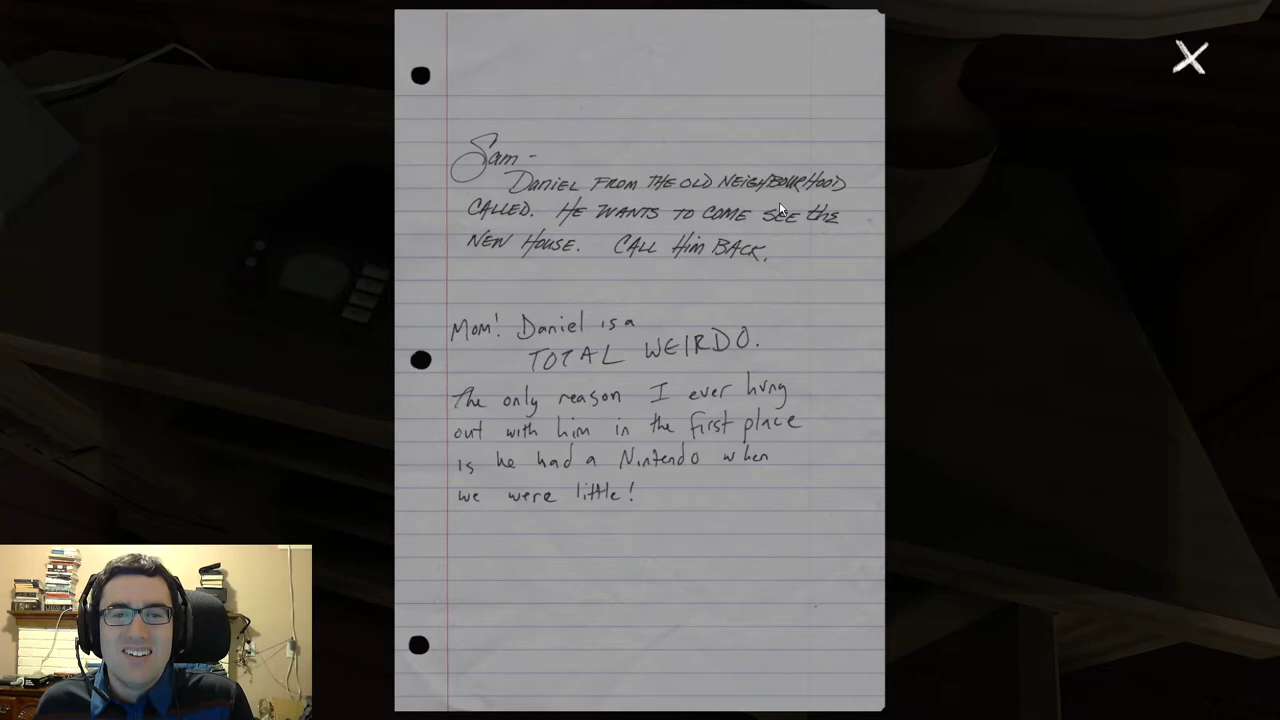 Sam -
DANIEL FROM THE OLD NEIGHBOURHOOD
CALLED. HE WANTS TO COME SEE the
NEW HOUSE. CALL HIM BACK.
Mom! Daniel is a
TOTAL WEIRDO.
The only reason I ever hung
out with him in the first place
is he had a Nintendo when
we were little!